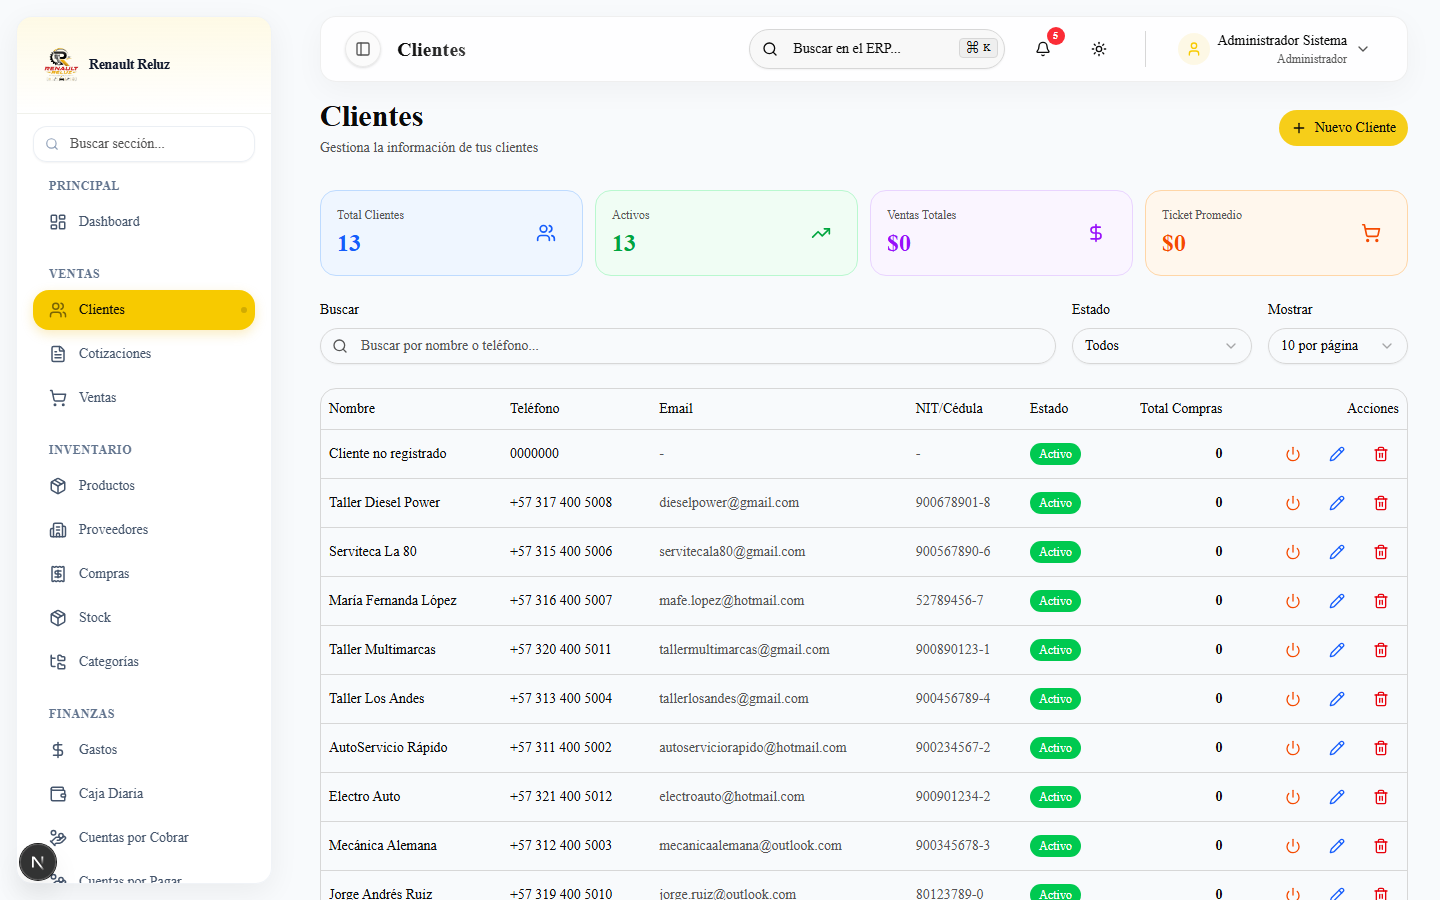 RENAULT
RELUZ
Renault Reluz
Buscar sección...
PRINCIPAL
Dashboard
VENTAS
Clientes
Cotizaciones
Ventas
INVENTARIO
Productos
Proveedores
Compras
Stock
Categorías
FINANZAS
Gastos
Caja Diaria
Cuentas por Cobrar
Cuentas por Pagar
N
Clientes
Buscar en el ERP...
⌘ K
5
Administrador Sistema
Administrador
Clientes
Gestiona la información de tus clientes
Nuevo Cliente
Total Clientes
13
Activos
13
Ventas Totales
$0
Ticket Promedio
$0
Buscar
Estado
Mostrar
Buscar por nombre o teléfono...
Todos
10 por página
Nombre Teléfono Email NIT/Cédula Estado Total Compras Acciones
Cliente no registrado 0000000 - - Activo 0
Taller Diesel Power +57 317 400 5008 dieselpower@gmail.com 900678901-8 Activo 0
Serviteca La 80 +57 315 400 5006 servitecala80@gmail.com 900567890-6 Activo 0
María Fernanda López +57 316 400 5007 mafe.lopez@hotmail.com 52789456-7 Activo 0
Taller Multimarcas +57 320 400 5011 tallermultimarcas@gmail.com 900890123-1 Activo 0
Taller Los Andes +57 313 400 5004 tallerlosandes@gmail.com 900456789-4 Activo 0
AutoServicio Rápido +57 311 400 5002 autoserviciorapido@hotmail.com 900234567-2 Activo 0
Electro Auto +57 321 400 5012 electroauto@hotmail.com 900901234-2 Activo 0
Mecánica Alemana +57 312 400 5003 mecanicaalemana@outlook.com 900345678-3 Activo 0
Jorge Andrés Ruiz +57 319 400 5010 jorge.ruiz@outlook.com 80123789-0 Activo 0